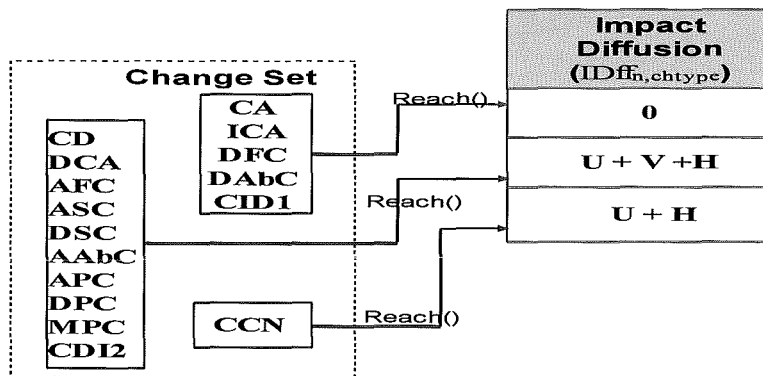 Impact
Diffusion
(IDff_n,chtype)
0
U + V +H
U + H
Change Set
CA
ICA
DFC
DAbC
CID1
CD
DCA
AFC
ASC
DSC
AAbC
APC
DPC
MPC
CDI2
CCN
Reach()
Reach()
Reach()